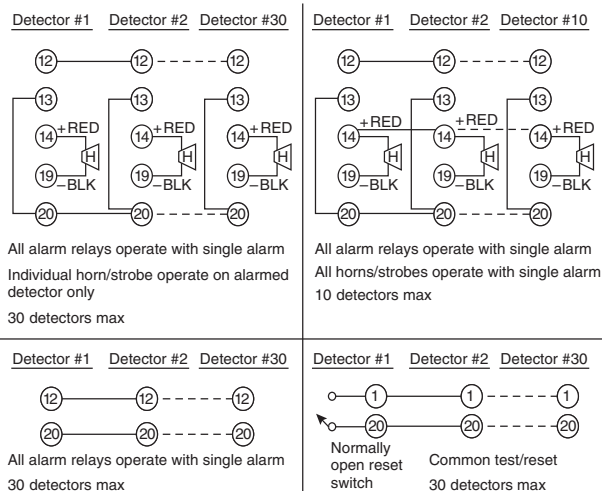 Detector #1 Detector #2 Detector #30
12 12 12
13 13 13
+RED +RED +RED
14 14 14
H H H
19 19 19
–BLK –BLK –BLK
20 20 20
All alarm relays operate with single alarm
Individual horn/strobe operate on alarmed
detector only
30 detectors max
Detector #1 Detector #2 Detector #10
12 12 12
13 13 13
+RED +RED +RED
14 14 14
H H H
19 19 19
–BLK –BLK –BLK
20 20 20
All alarm relays operate with single alarm
All horns/strobes operate with single alarm
10 detectors max
Detector #1 Detector #2 Detector #30
12 12 12
20 20 20
All alarm relays operate with single alarm
30 detectors max
Detector #1 Detector #2 Detector #30
1 1 1
20 20 20
Normally
open reset
switch
Common test/reset
30 detectors max